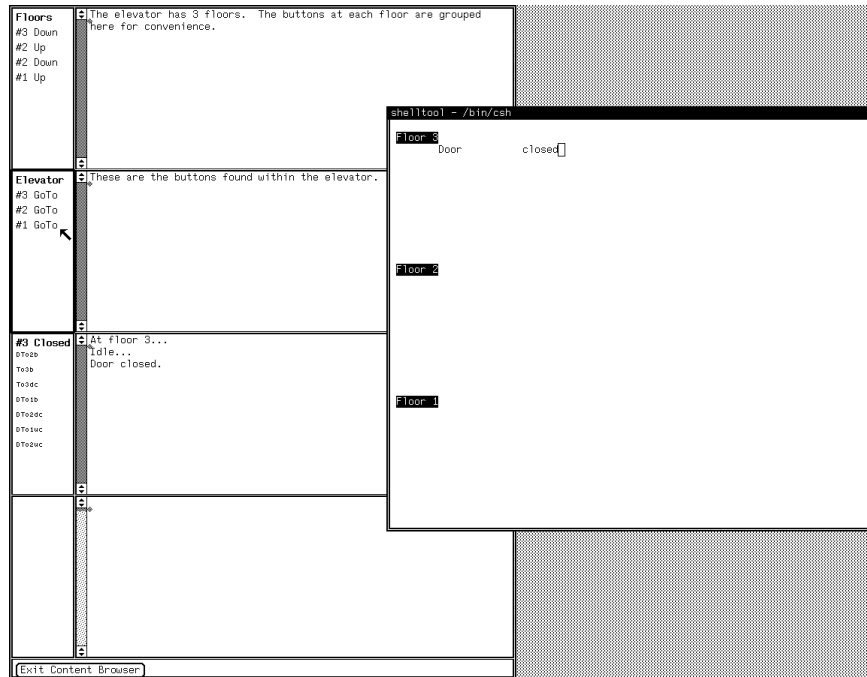 Floors
#3 Down
#2 Up
#2 Down
#1 Up
The elevator has 3 floors.  The buttons at each floor are grouped
here for convenience.
Elevator
#3 GoTo
#2 GoTo
#1 GoTo
These are the buttons found within the elevator.
#3 Closed
DTo2b
To3b
To3dc
DTo1b
DTo2dc
DTo1wc
DTo2wc
At floor 3...
Idle...
Door closed.
Exit Content Browser
shelltool - /bin/csh
Floor 3
Door closed
Floor 2
Floor 1